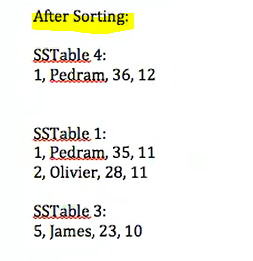 After Sorting:
SSTable 4:
1, Pedram, 36, 12
SSTable 1:
1, Pedram, 35, 11
2, Olivier, 28, 11
SSTable 3:
5, James, 23, 10